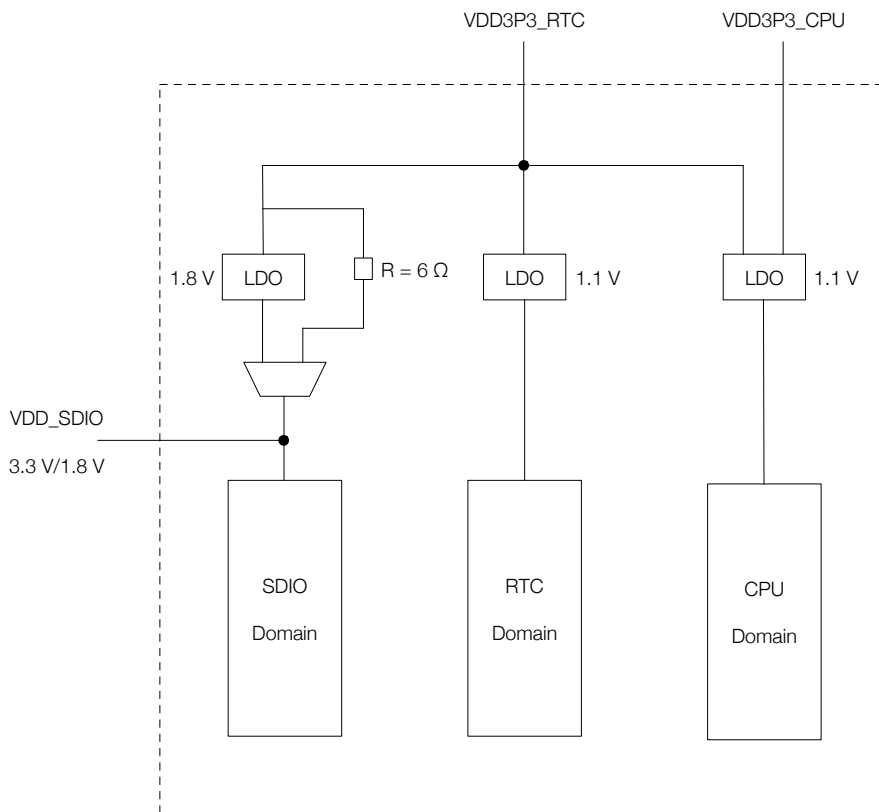 VDD3P3_RTC
VDD3P3_CPU
1.8 V
LDO
R = 6 Ω
LDO
1.1 V
LDO
1.1 V
VDD_SDIO
3.3 V/1.8 V
SDIO
Domain
RTC
Domain
CPU
Domain